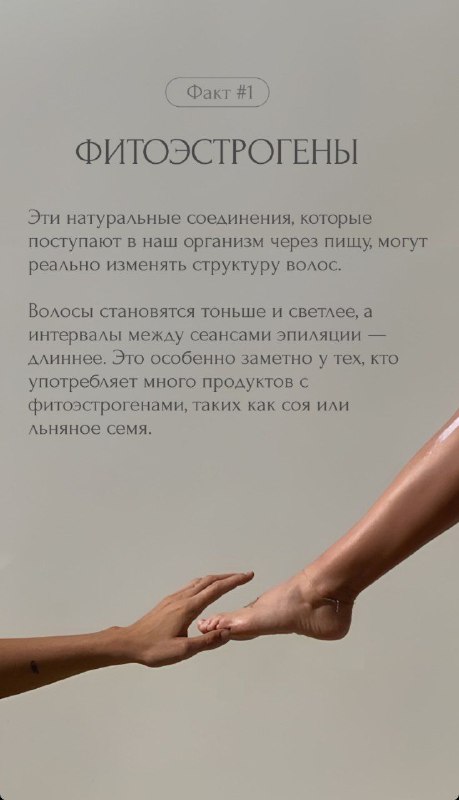 Факт #1
ФИТОЭСТРОГЕНЫ
Эти натуральные соединения, которые
поступают в наш организм через пищу, могут
реально изменять структуру волос.
Волосы становятся тоньше и светлее, а
интервалы между сеансами эпиляции —
длиннее. Это особенно заметно у тех, кто
употребляет много продуктов с
фитоэстрогенами, таких как соя или
льняное семя.